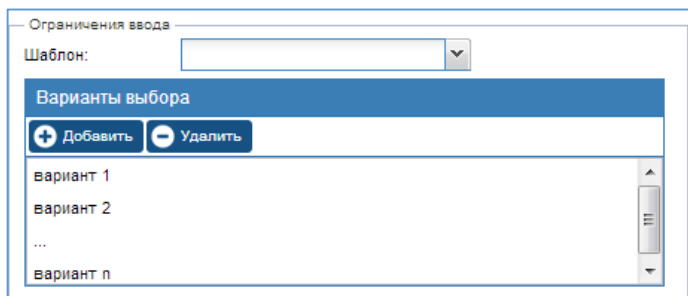 Ограничения ввода
Шаблон:
Варианты выбора
Добавить Удалить
вариант 1
вариант 2
...
вариант n